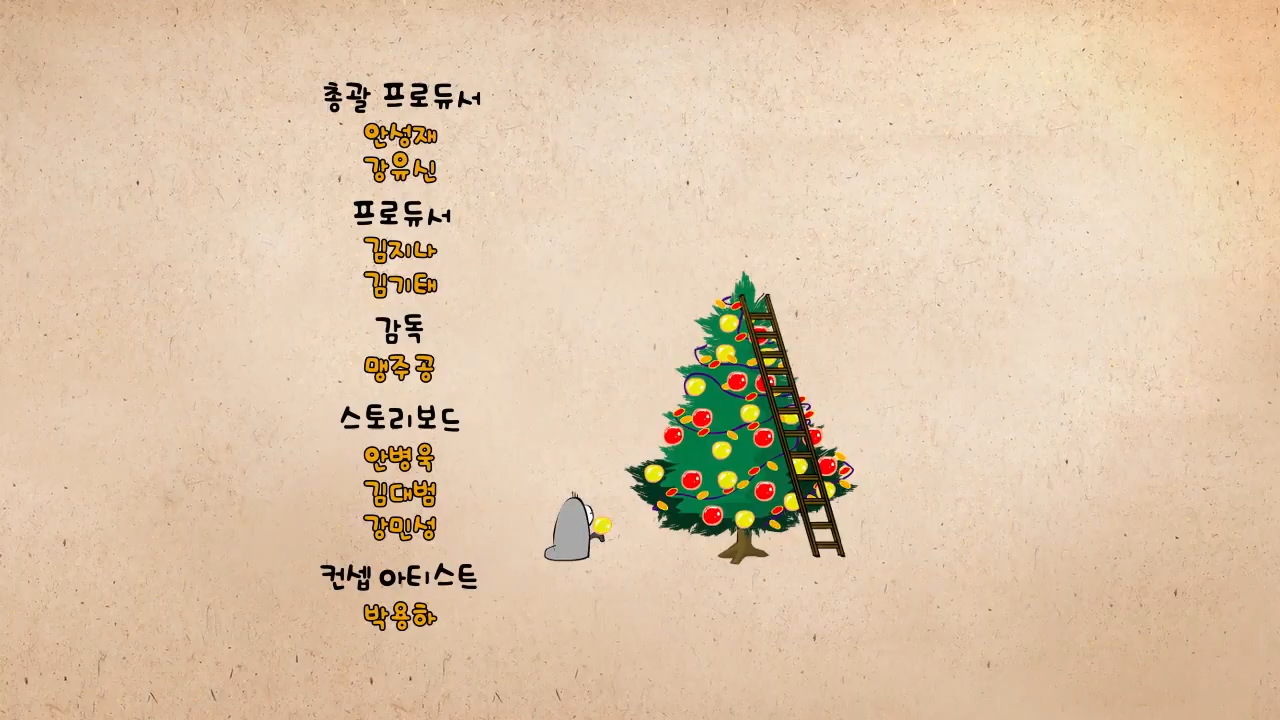 총괄 프로듀서
안성재
강유신
프로듀서
김지나
김기태
감독
맹주공
스토리보드
안병욱
김대범
강민성
컨셉 아티스트
박용하